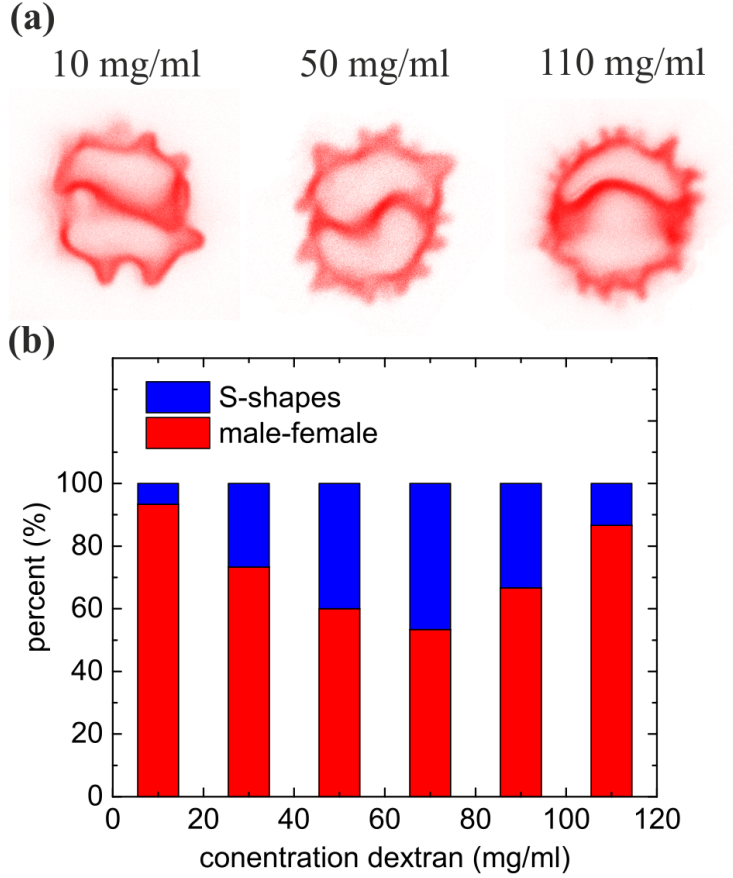 (a)
10 mg/ml 50 mg/ml 110 mg/ml
(b)
S-shapes
male-female
100
80
60
40
20
0
percent (%)
0 20 40 60 80 100 120
conentration dextran (mg/ml)